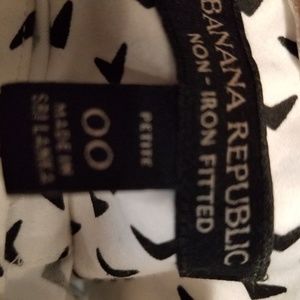 BANANA REPUBLIC
NON-IRON FITTED
PETITE
00
MADE IN
SRI LANKA